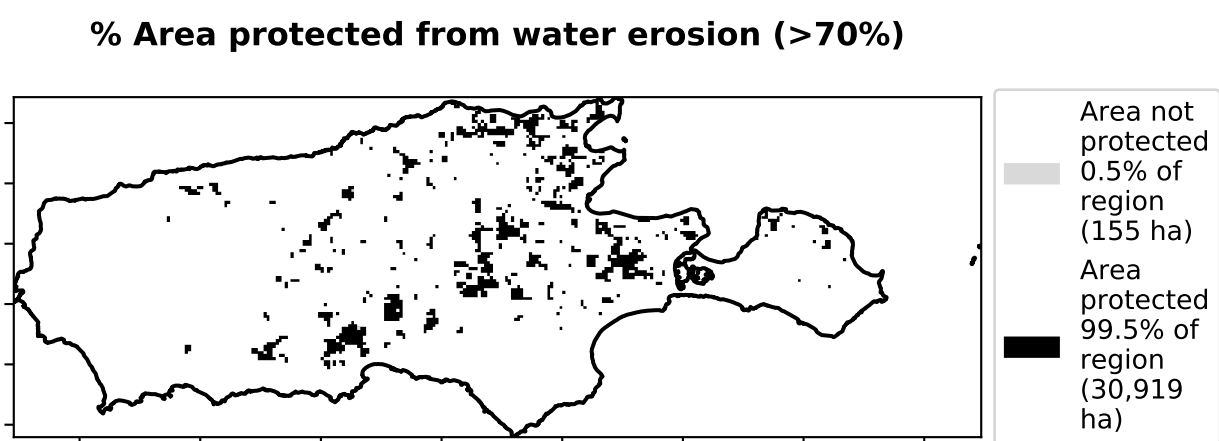 % Area protected from water erosion (>70%)
Area not
protected
0.5% of
region
(155 ha)
Area
protected
99.5% of
region
(30,919
ha)